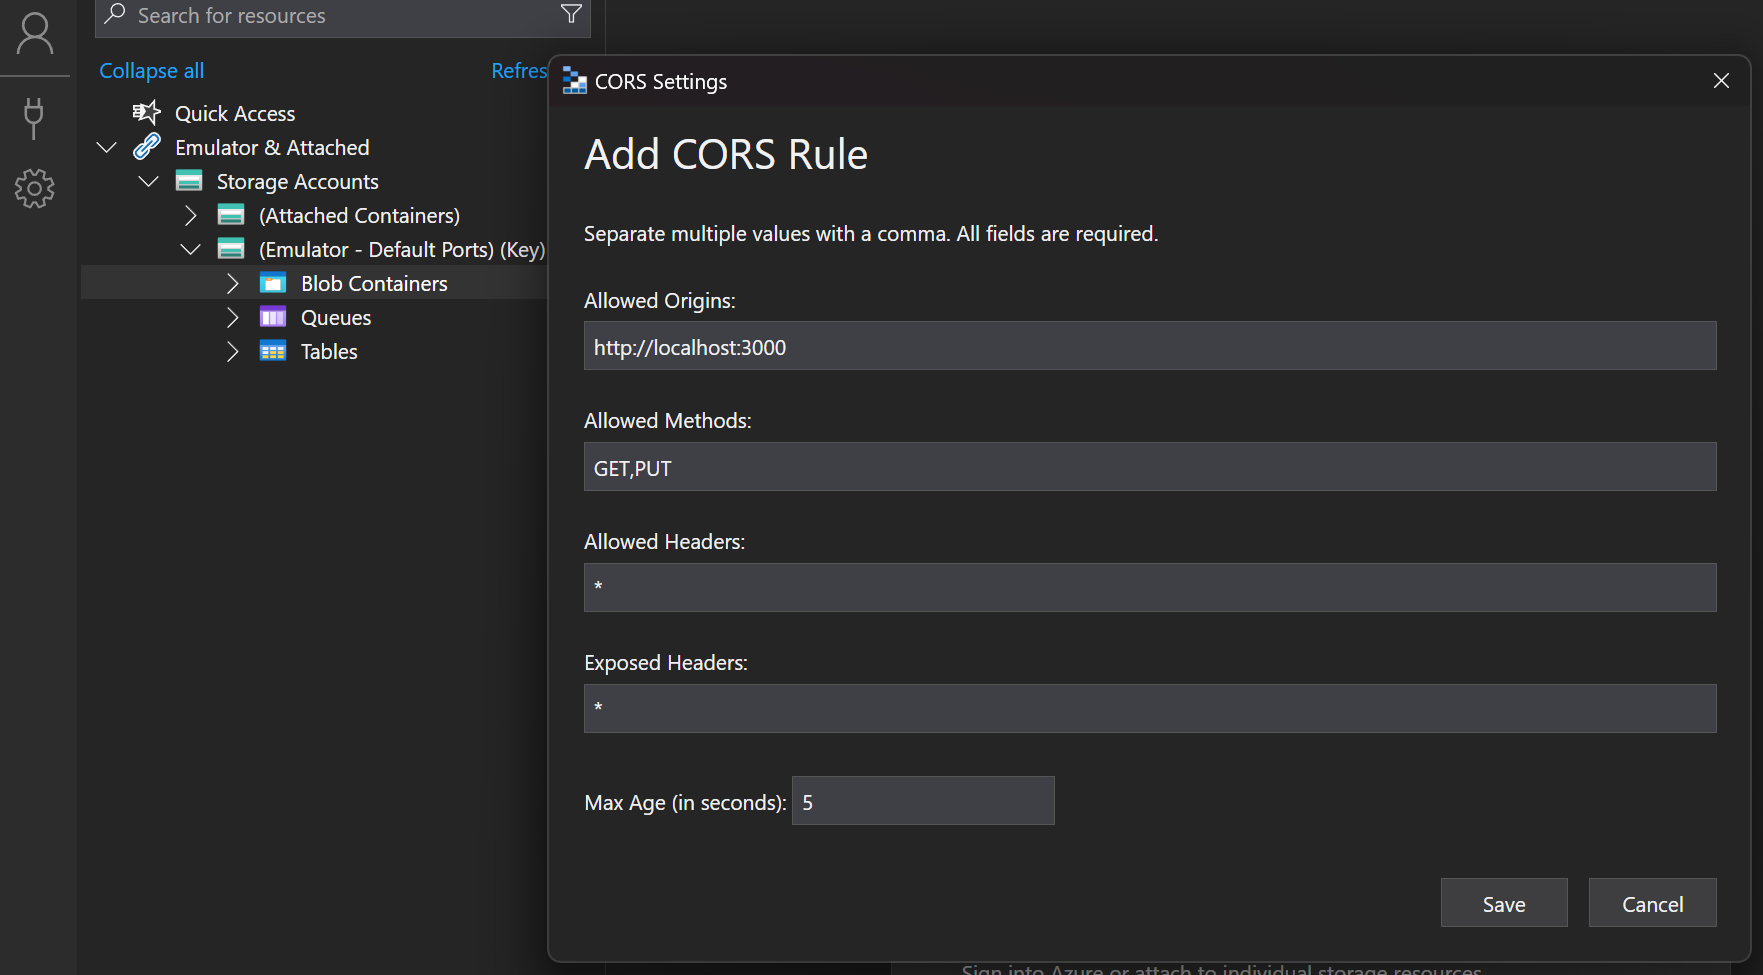 Search for resources
Collapse all
Refres
Quick Access
Emulator & Attached
Storage Accounts
(Attached Containers)
(Emulator - Default Ports) (Key)
Blob Containers
Queues
Tables
CORS Settings
Add CORS Rule
Separate multiple values with a comma. All fields are required.
Allowed Origins:
http://localhost:3000
Allowed Methods:
GET,PUT
Allowed Headers:
*
Exposed Headers:
*
Max Age (in seconds): 5
Save Cancel
Sign into Azure or attach to individual storage resources